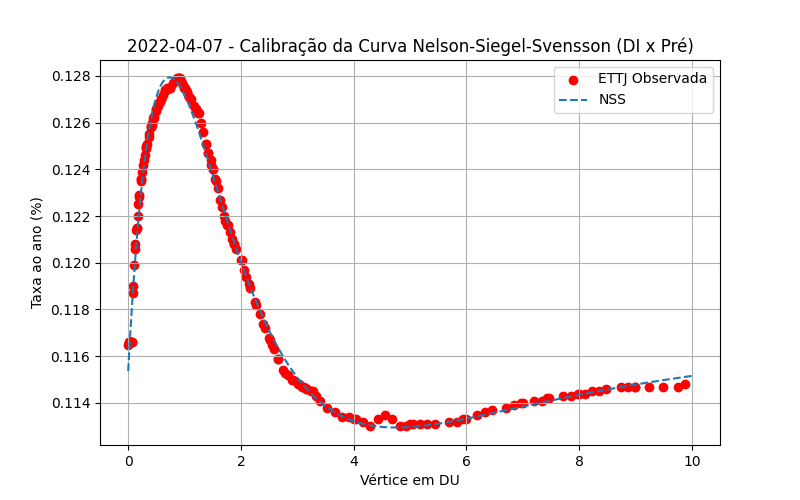 2022-04-07 - Calibração da Curva Nelson-Siegel-Svensson (DI x Pré)
ETTJ Observada
NSS
Taxa ao ano (%)
0.128
0.126
0.124
0.122
0.120
0.118
0.116
0.114
0 2 4 6 8 10
Vértice em DU